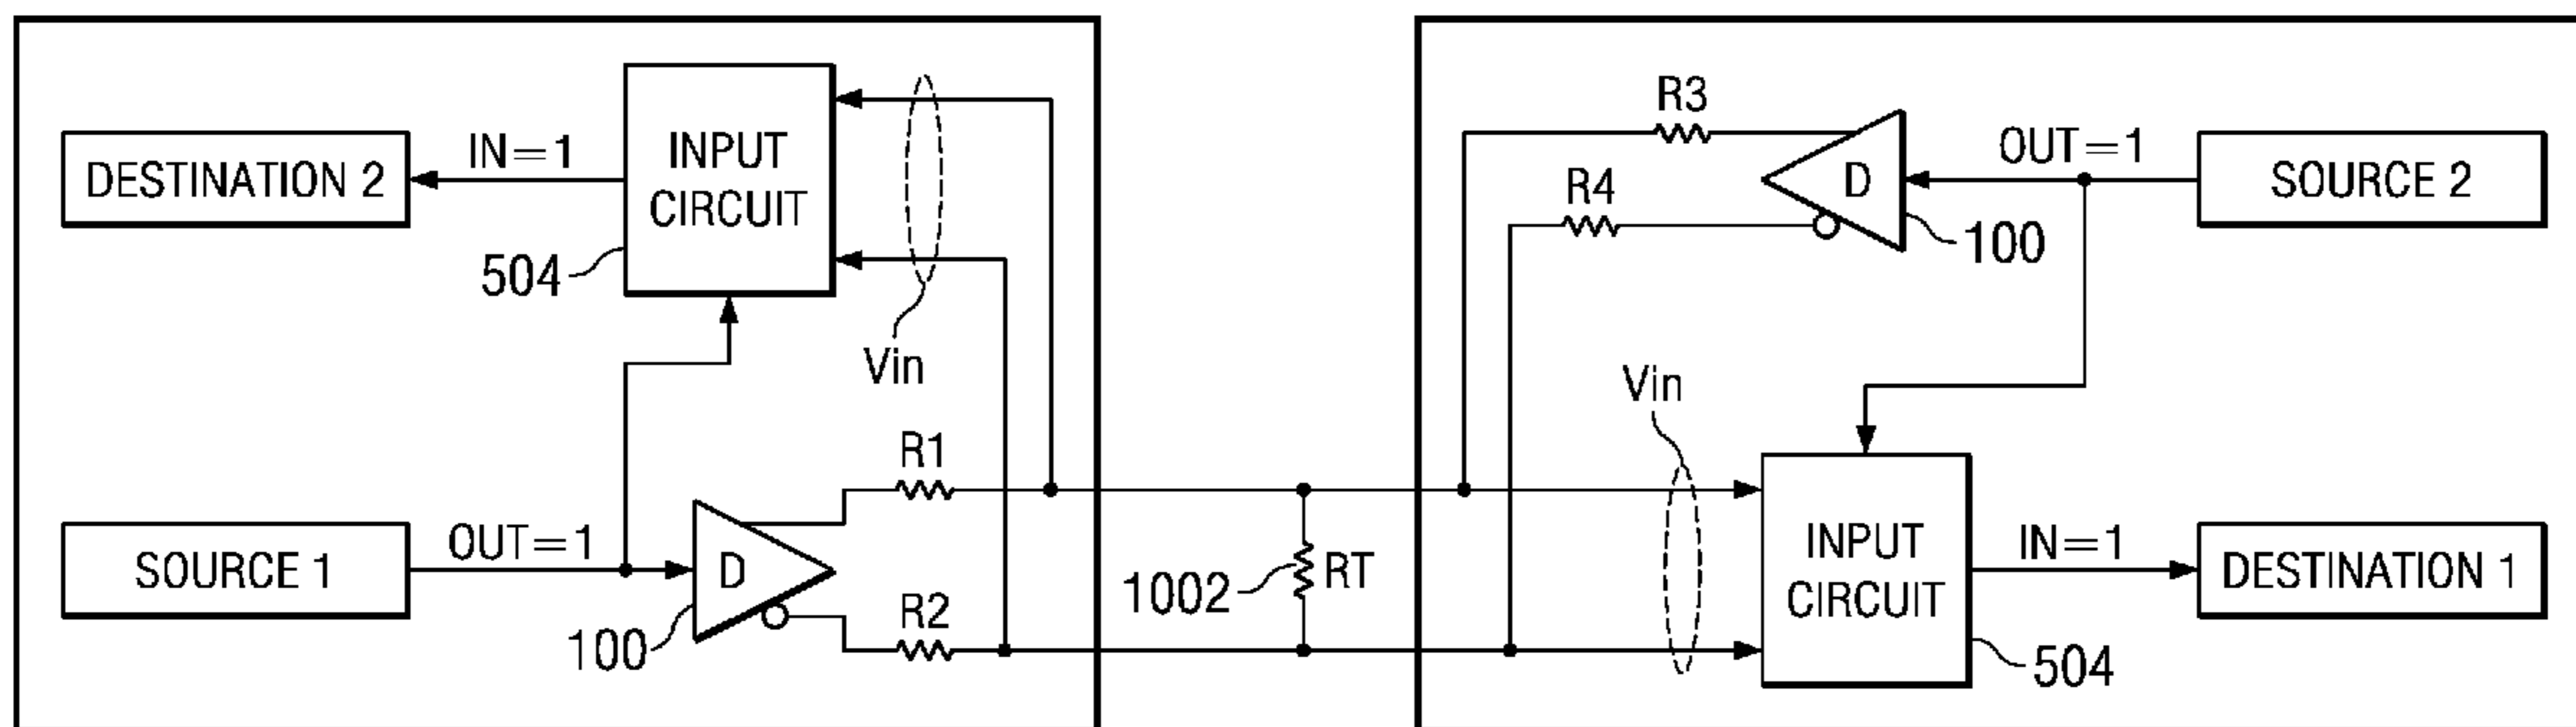 DESTINATION 2
IN=1
INPUT
CIRCUIT
504
Vin
SOURCE 1
OUT=1
D
100
R1
R2
1002
RT
R3
R4
D
100
OUT=1
SOURCE 2
Vin
INPUT
CIRCUIT
504
IN=1
DESTINATION 1